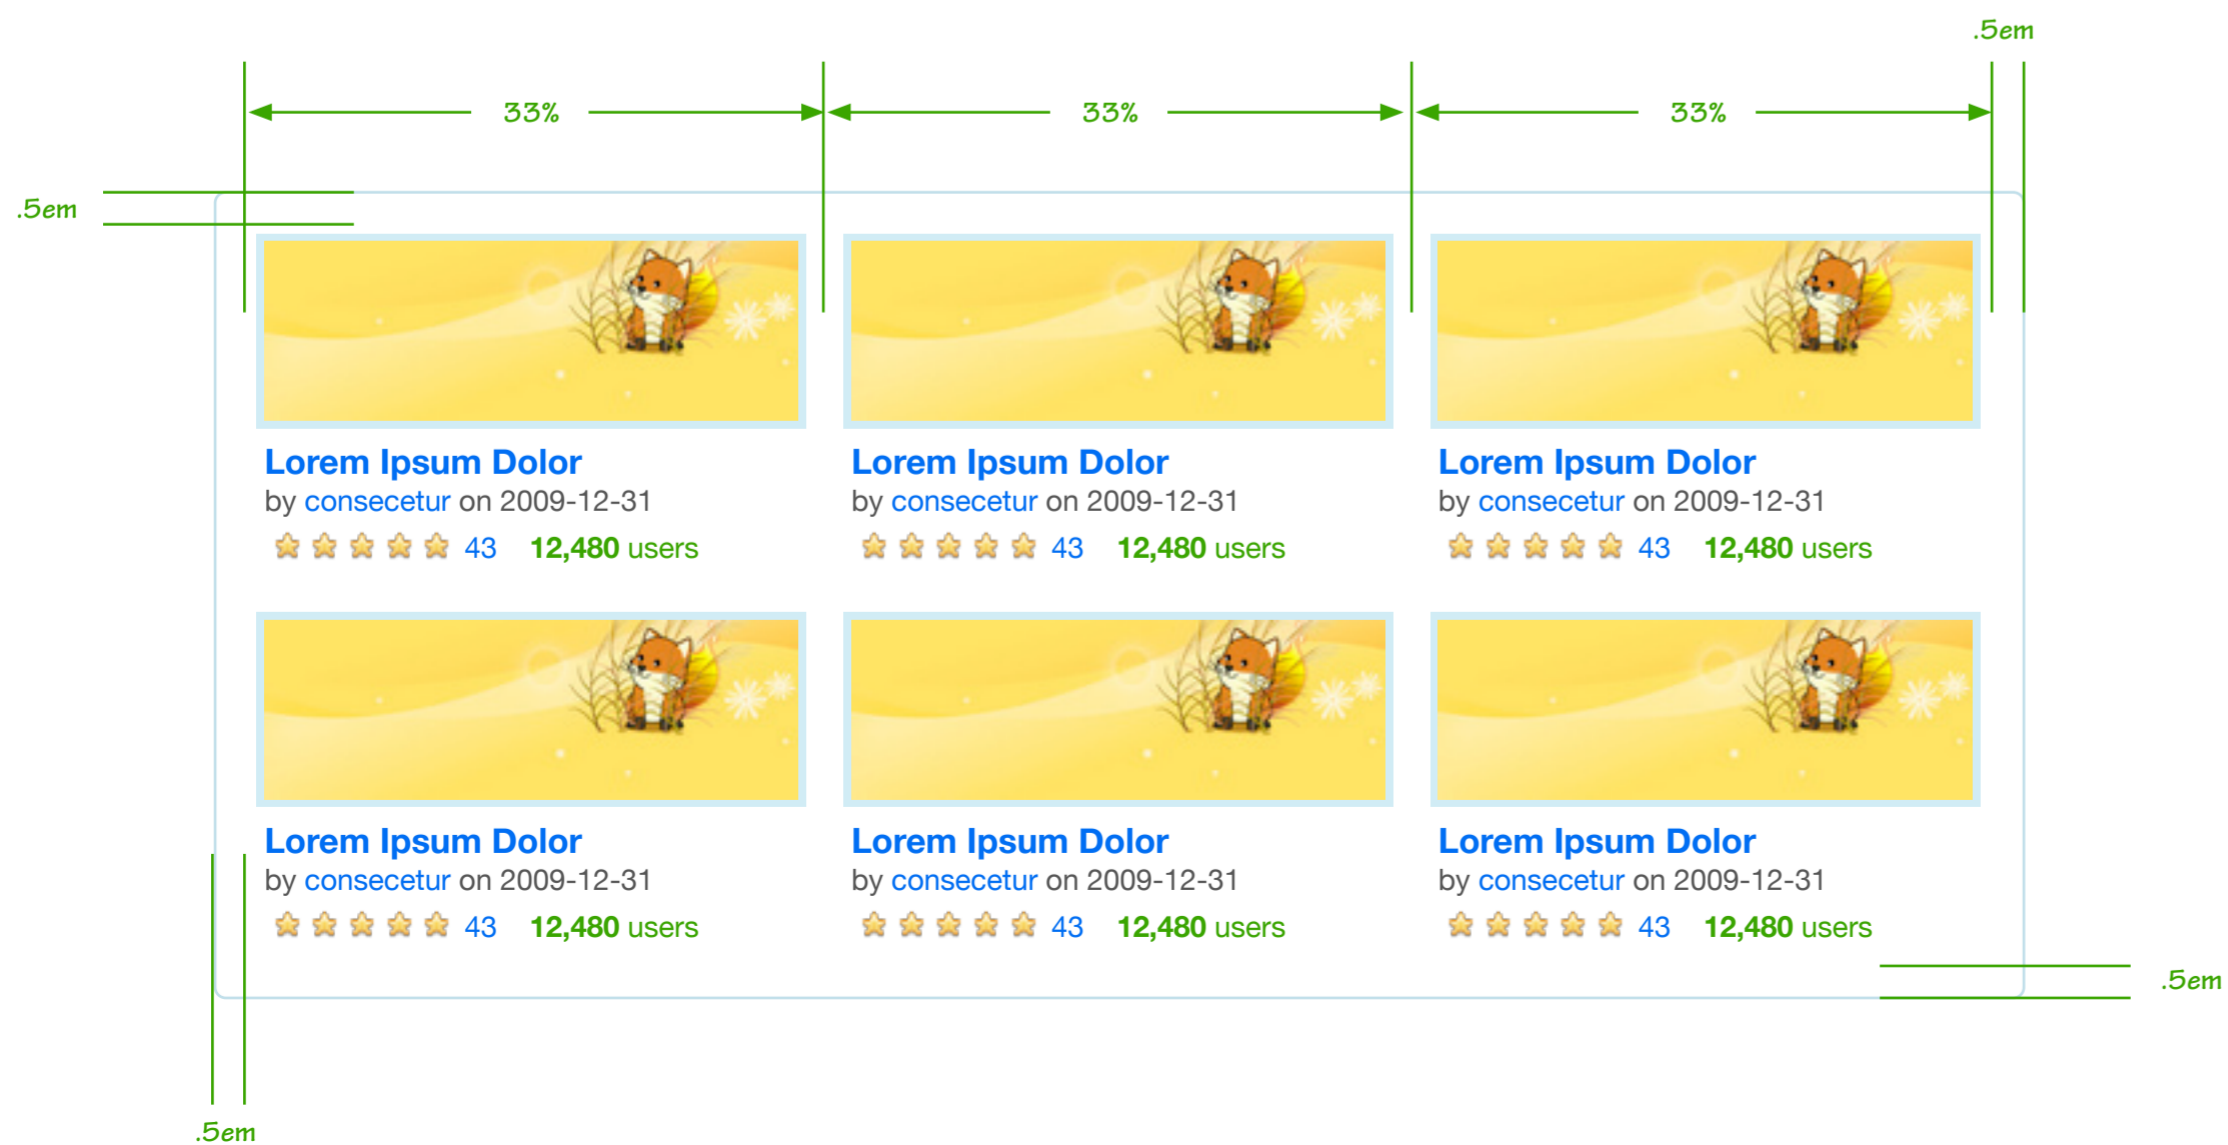 .5em
33% 33% 33%
.5em
Lorem Ipsum Dolor
by consecetur on 2009-12-31
43 12,480 users
Lorem Ipsum Dolor
by consecetur on 2009-12-31
43 12,480 users
Lorem Ipsum Dolor
by consecetur on 2009-12-31
43 12,480 users
Lorem Ipsum Dolor
by consecetur on 2009-12-31
43 12,480 users
Lorem Ipsum Dolor
by consecetur on 2009-12-31
43 12,480 users
Lorem Ipsum Dolor
by consecetur on 2009-12-31
43 12,480 users
.5em
.5em